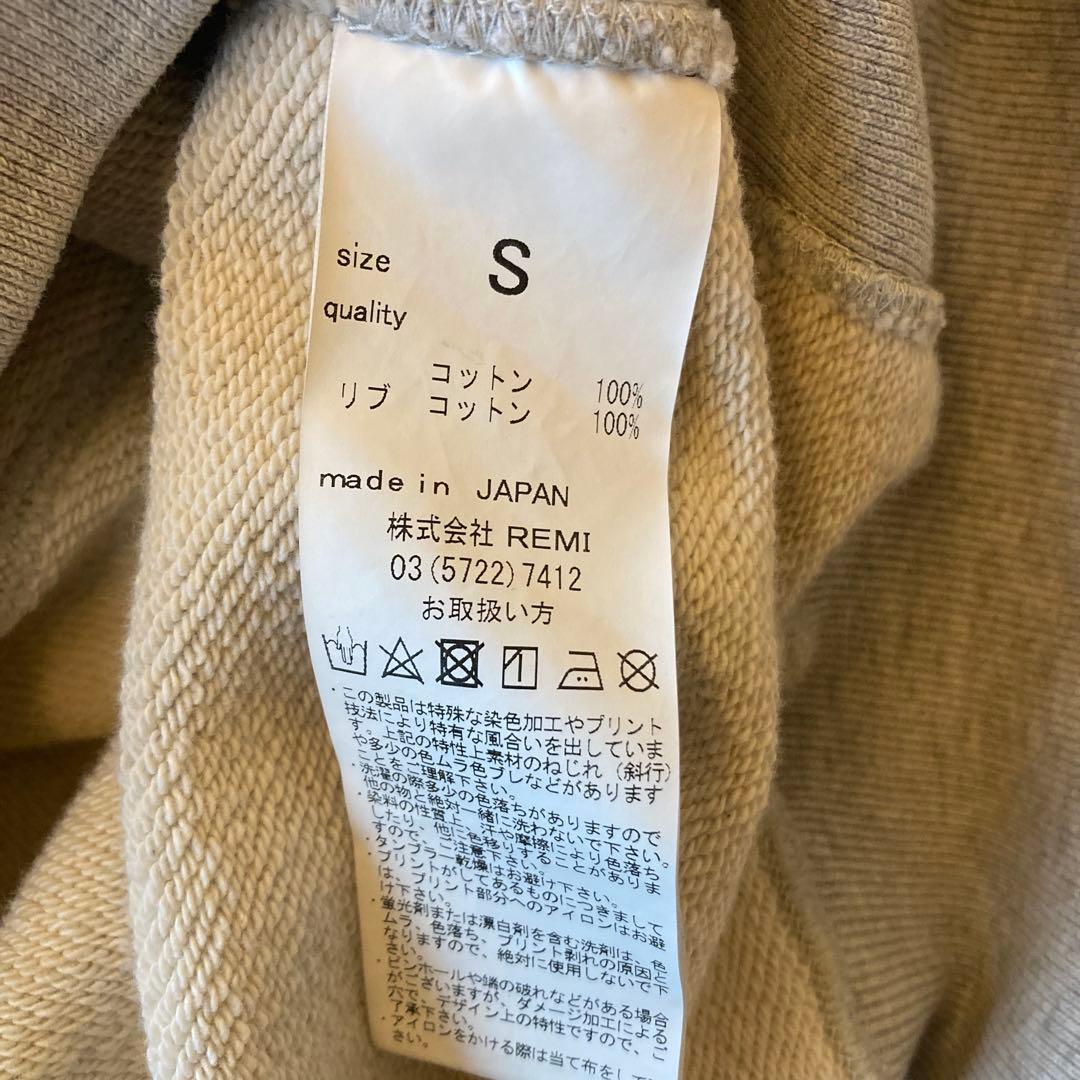 size S
quality
コットン 100%
リブ コットン 100%
made in JAPAN
株式会社 REMI
03(5722)7412
お取扱い方
・この製品は特殊な染色加工やプリント
技法により特有な風合いを出していま
す。上記の特性上素材のねじれ(斜行)
や多少の色ムラ色ブレなどがあります
ことをご理解下さい。
・洗濯の際多少の色落ちがありますので
他の物と絶対一緒に洗わないで下さい。
・染料の性質上、汗や摩擦により色落ち
したり、他に色移りすることがありま
すので、ご注意下さい。
・タンブラー乾燥はお避け下さい。
・プリントがしてあるものにつきまして
は、プリント部分へのアイロンはお避
け下さい。
・蛍光剤または漂白剤を含む洗剤は、色
ムラ、色落ち、プリント剥れの原因と
なりますので、絶対に使用しないで下
さい。
・ピンホールや端の破れなどがある場合
がございますが、ダメージ加工による
穴で、デザイン上の特性ですので、ご
了承下さい。
・アイロンをかける際は当て布をして
さい。